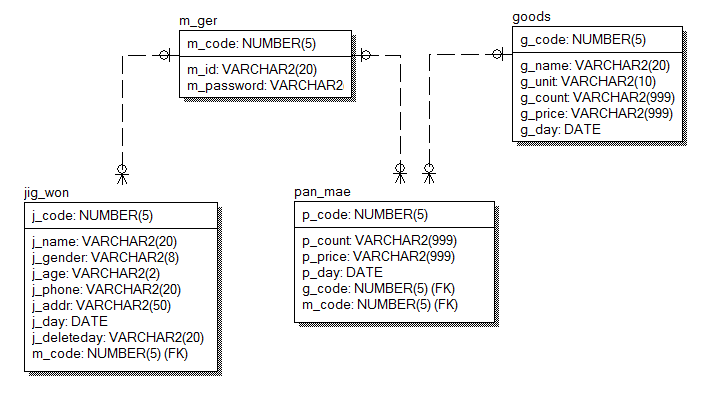 m_ger
m_code: NUMBER(5)
m_id: VARCHAR2(20)
m_password: VARCHAR2(
goods
g_code: NUMBER(5)
g_name: VARCHAR2(20)
g_unit: VARCHAR2(10)
g_count: VARCHAR2(999)
g_price: VARCHAR2(999)
g_day: DATE
jig_won
j_code: NUMBER(5)
j_name: VARCHAR2(20)
j_gender: VARCHAR2(8)
j_age: VARCHAR2(2)
j_phone: VARCHAR2(20)
j_addr: VARCHAR2(50)
j_day: DATE
j_deleteday: VARCHAR2(20)
m_code: NUMBER(5) (FK)
pan_mae
p_code: NUMBER(5)
p_count: VARCHAR2(999)
p_price: VARCHAR2(999)
p_day: DATE
g_code: NUMBER(5) (FK)
m_code: NUMBER(5) (FK)